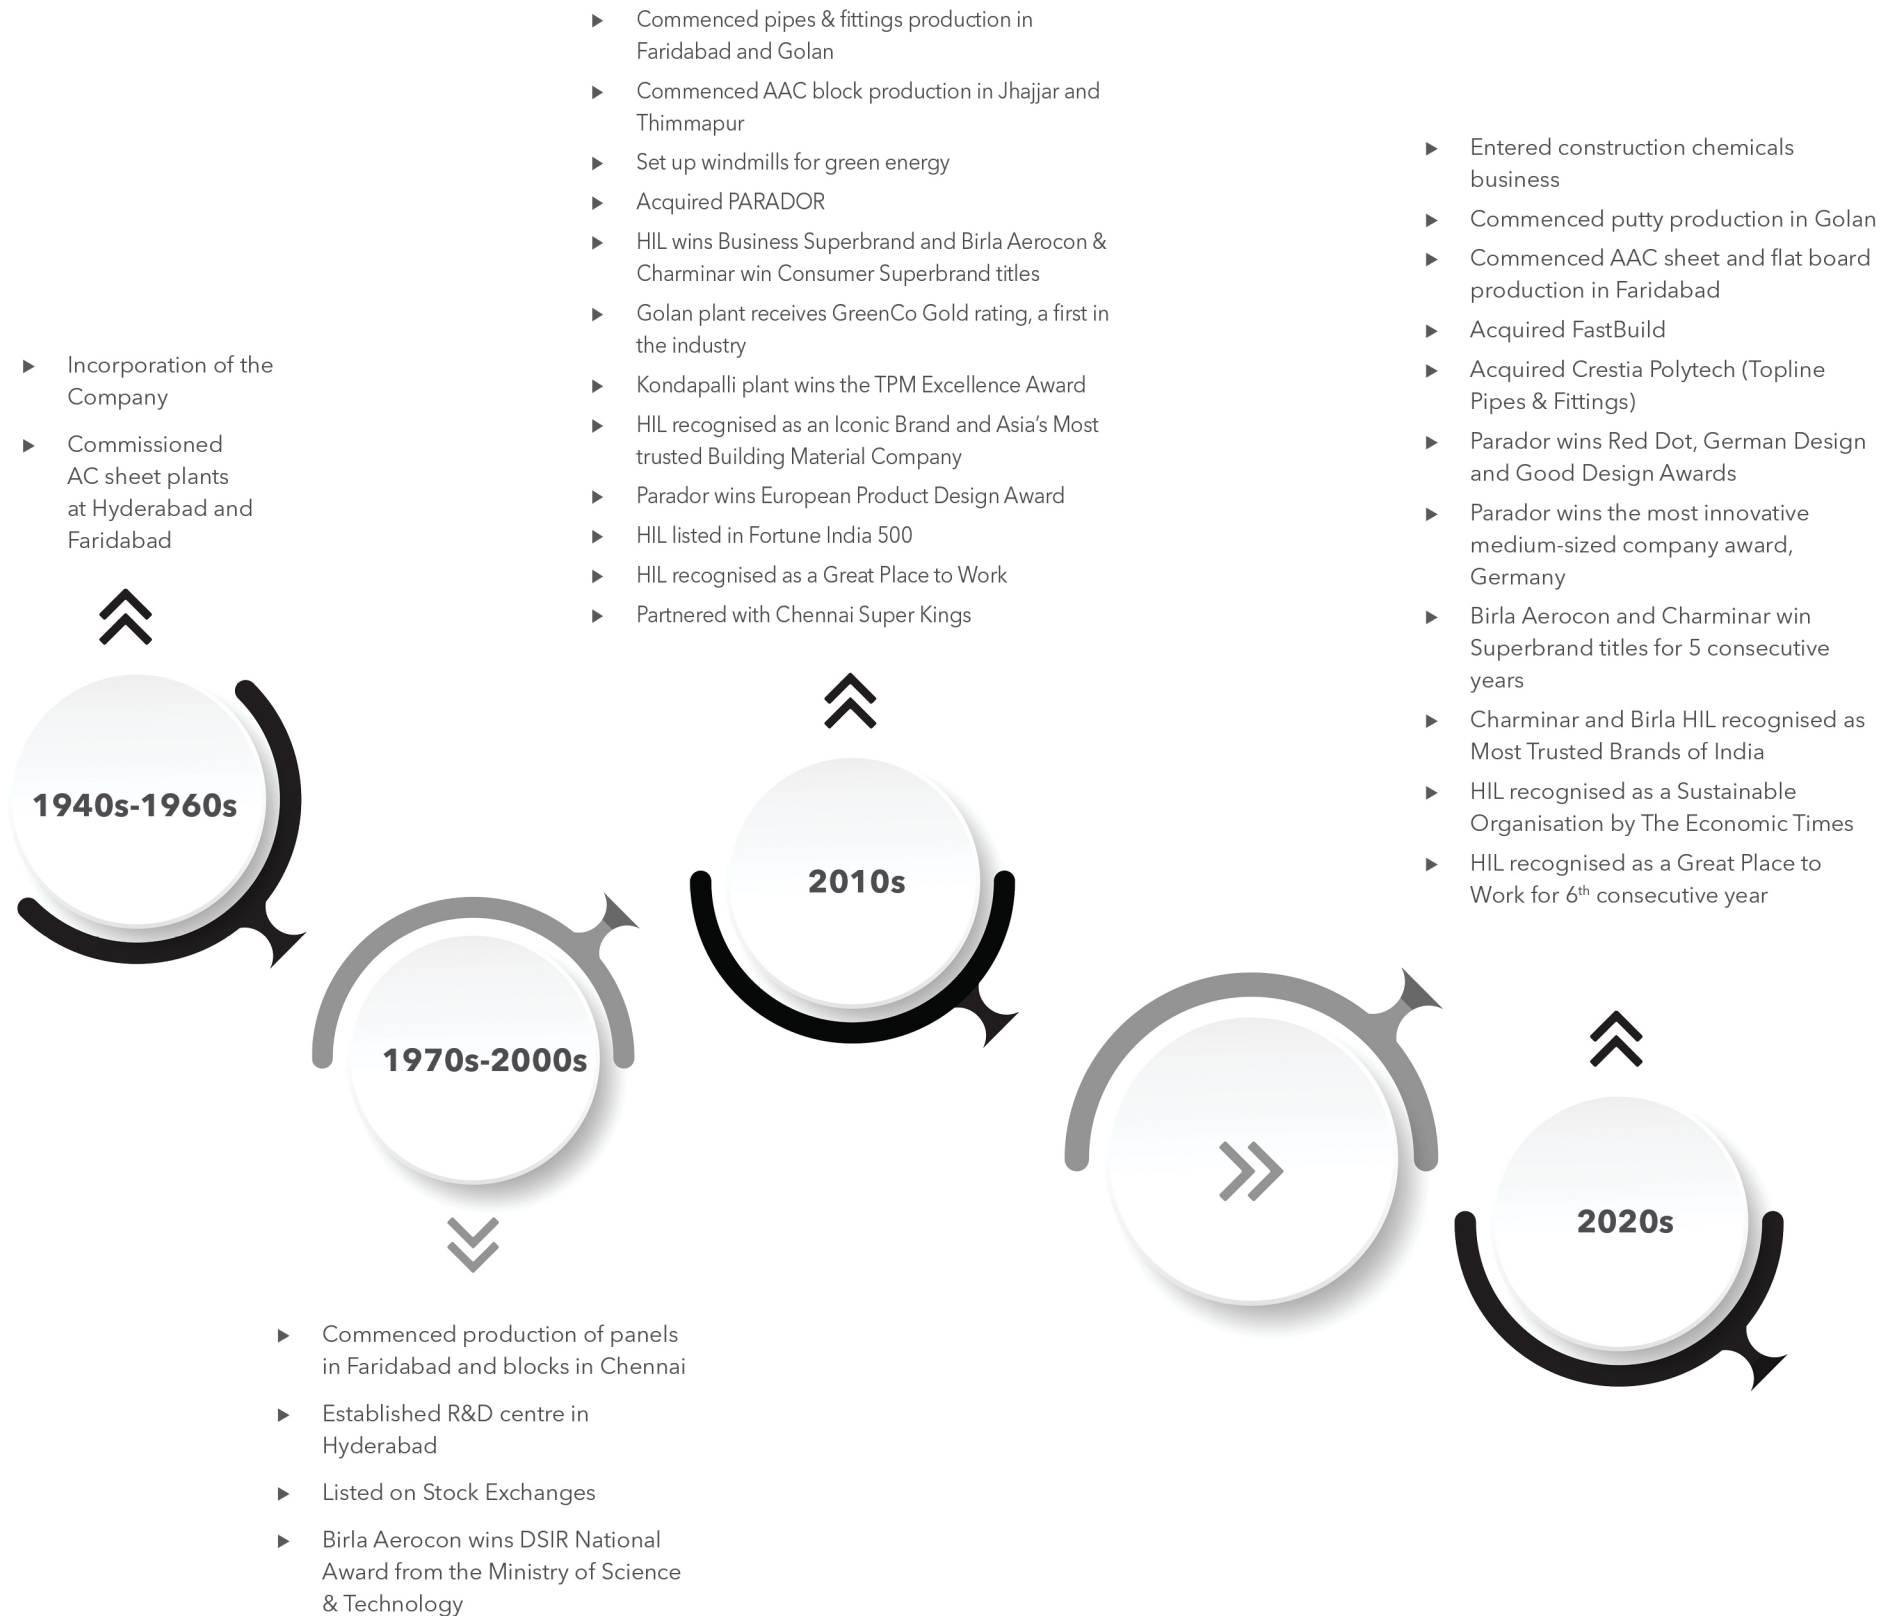 Incorporation of the
Company
Commissioned
AC sheet plants
at Hyderabad and
Faridabad
1940s-1960s
1970s-2000s
Commenced production of panels
in Faridabad and blocks in Chennai
Established R&D centre in
Hyderabad
Listed on Stock Exchanges
Birla Aerocon wins DSIR National
Award from the Ministry of Science
& Technology
Commenced pipes & fittings production in
Faridabad and Golan
Commenced AAC block production in Jhajjar and
Thimmapur
Set up windmills for green energy
Acquired PARADOR
HIL wins Business Superbrand and Birla Aerocon &
Charminar win Consumer Superbrand titles
Golan plant receives GreenCo Gold rating, a first in
the industry
Kondapalli plant wins the TPM Excellence Award
HIL recognised as an Iconic Brand and Asia's Most
trusted Building Material Company
Parador wins European Product Design Award
HIL listed in Fortune India 500
HIL recognised as a Great Place to Work
Partnered with Chennai Super Kings
2010s
Entered construction chemicals
business
Commenced putty production in Golan
Commenced AAC sheet and flat board
production in Faridabad
Acquired FastBuild
Acquired Crestia Polytech (Topline
Pipes & Fittings)
Parador wins Red Dot, German Design
and Good Design Awards
Parador wins the most innovative
medium-sized company award,
Germany
Birla Aerocon and Charminar win
Superbrand titles for 5 consecutive
years
Charminar and Birla HIL recognised as
Most Trusted Brands of India
HIL recognised as a Sustainable
Organisation by The Economic Times
HIL recognised as a Great Place to
Work for 6th consecutive year
2020s